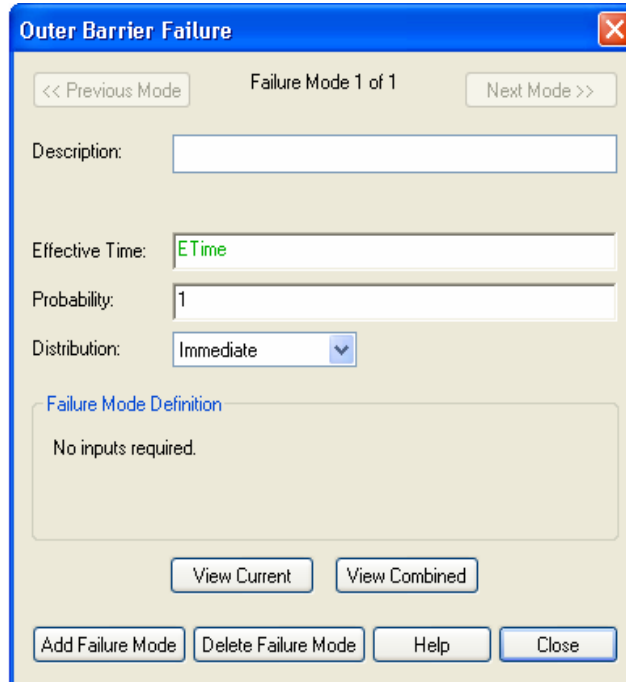 Outer Barrier Failure
<< Previous Mode Failure Mode 1 of 1 Next Mode >>
Description:
Effective Time: ETime
Probability: 1
Distribution: Immediate
Failure Mode Definition
No inputs required.
View Current View Combined
Add Failure Mode Delete Failure Mode Help Close